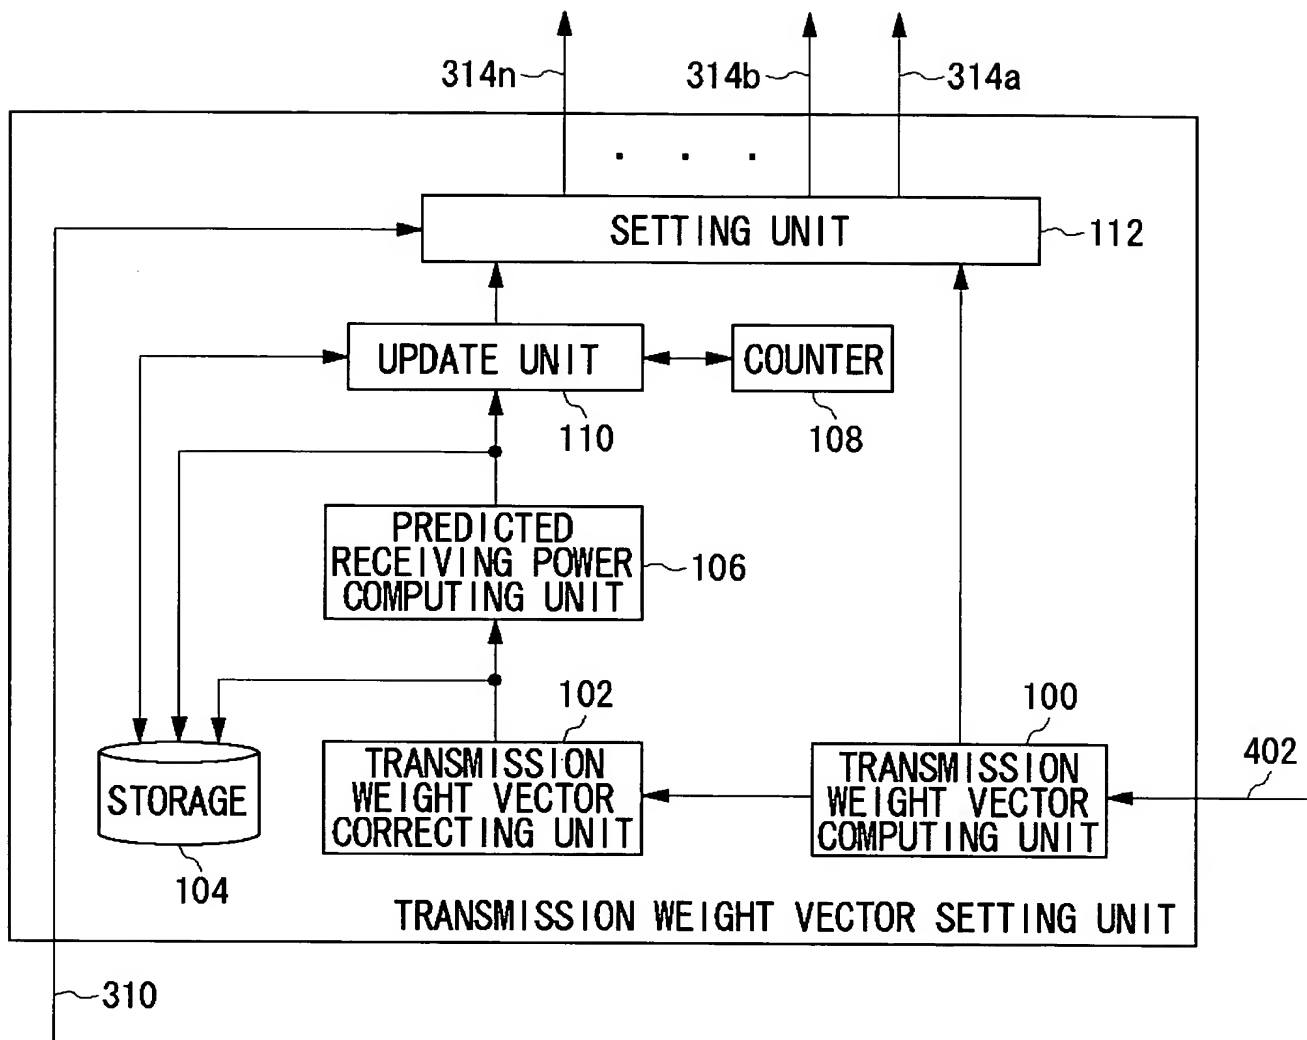 314n 314b 314a
. . .
SETTING UNIT
112
UPDATE UNIT
COUNTER
110
108
PREDICTED
RECEIVING POWER
COMPUTING UNIT
106
102
100
402
STORAGE
TRANSMISSION
WEIGHT VECTOR
CORRECTING UNIT
TRANSMISSION
WEIGHT VECTOR
COMPUTING UNIT
104
TRANSMISSION WEIGHT VECTOR SETTING UNIT
310